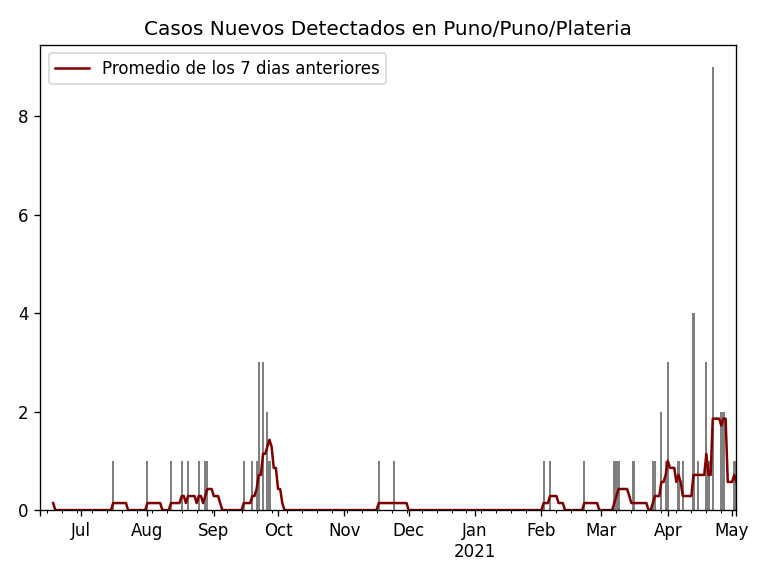 Casos Nuevos Detectados en Puno/Puno/Plateria
Promedio de los 7 dias anteriores
8
6
4
2
0
Jul Aug Sep Oct Nov Dec Jan Feb Mar Apr May
2021